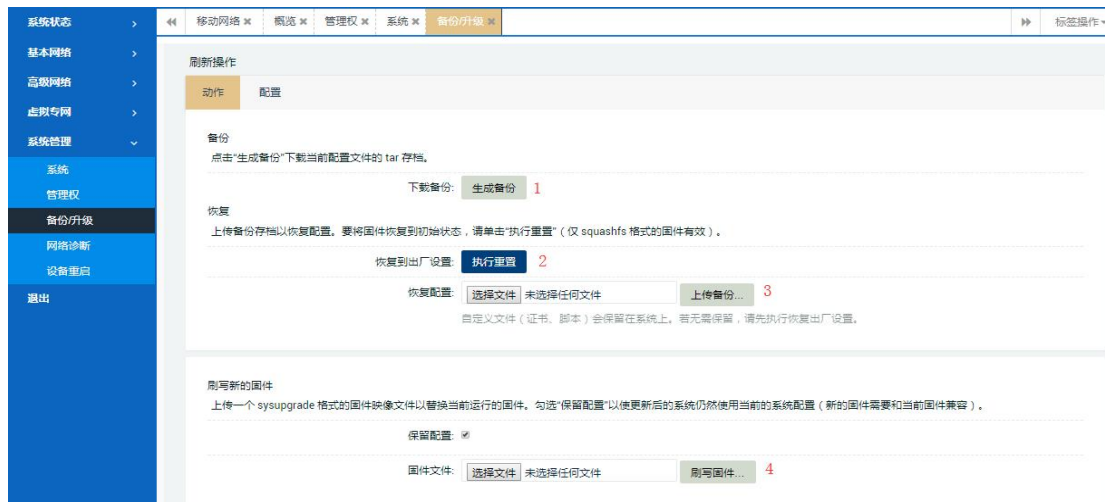 系统状态
基本网络
高级网络
虚拟专网
系统管理
系统
管理权
备份/升级
网络诊断
设备重启
退出
移动网络 概览 管理权 系统 备份/升级 标签操作
刷新操作
动作 配置
备份
点击“生成备份”下载当前配置文件的 tar 存档。
下载备份: 生成备份 1
恢复
上传备份存档以恢复配置。要将固件恢复到初始状态，请单击“执行重置”（仅 squashfs 格式的固件有效）。
恢复到出厂设置: 执行重置 2
恢复配置: 选择文件 未选择任何文件 上传备份... 3
自定义文件（证书、脚本）会保留在系统上。若无需保留，请先执行恢复出厂设置。
刷写新的固件
上传一个 sysupgrade 格式的固件映像文件以替换当前运行的固件。勾选“保留配置”以使更新后的系统仍然使用当前的系统配置（新的固件需要和当前固件兼容）。
保留配置:
固件文件: 选择文件 未选择任何文件 刷写固件... 4